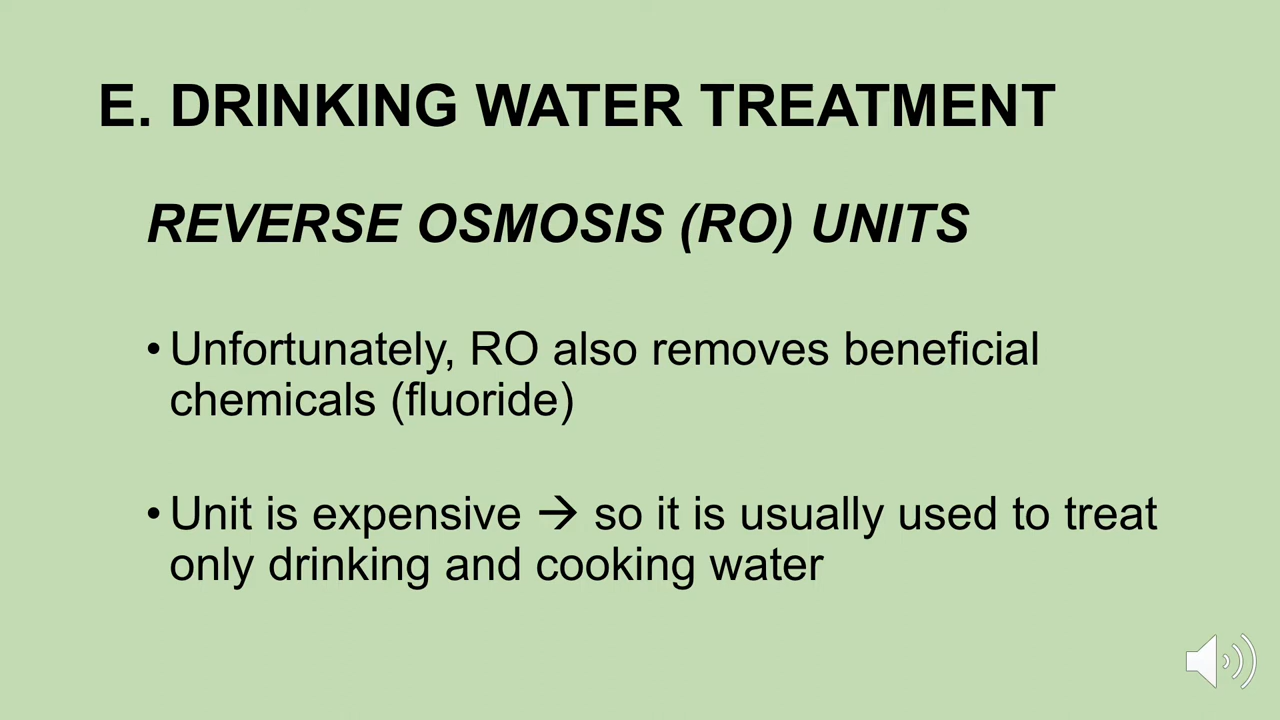 E. DRINKING WATER TREATMENT
REVERSE OSMOSIS (RO) UNITS
• Unfortunately, RO also removes beneficial
chemicals (fluoride)
• Unit is expensive → so it is usually used to treat
only drinking and cooking water